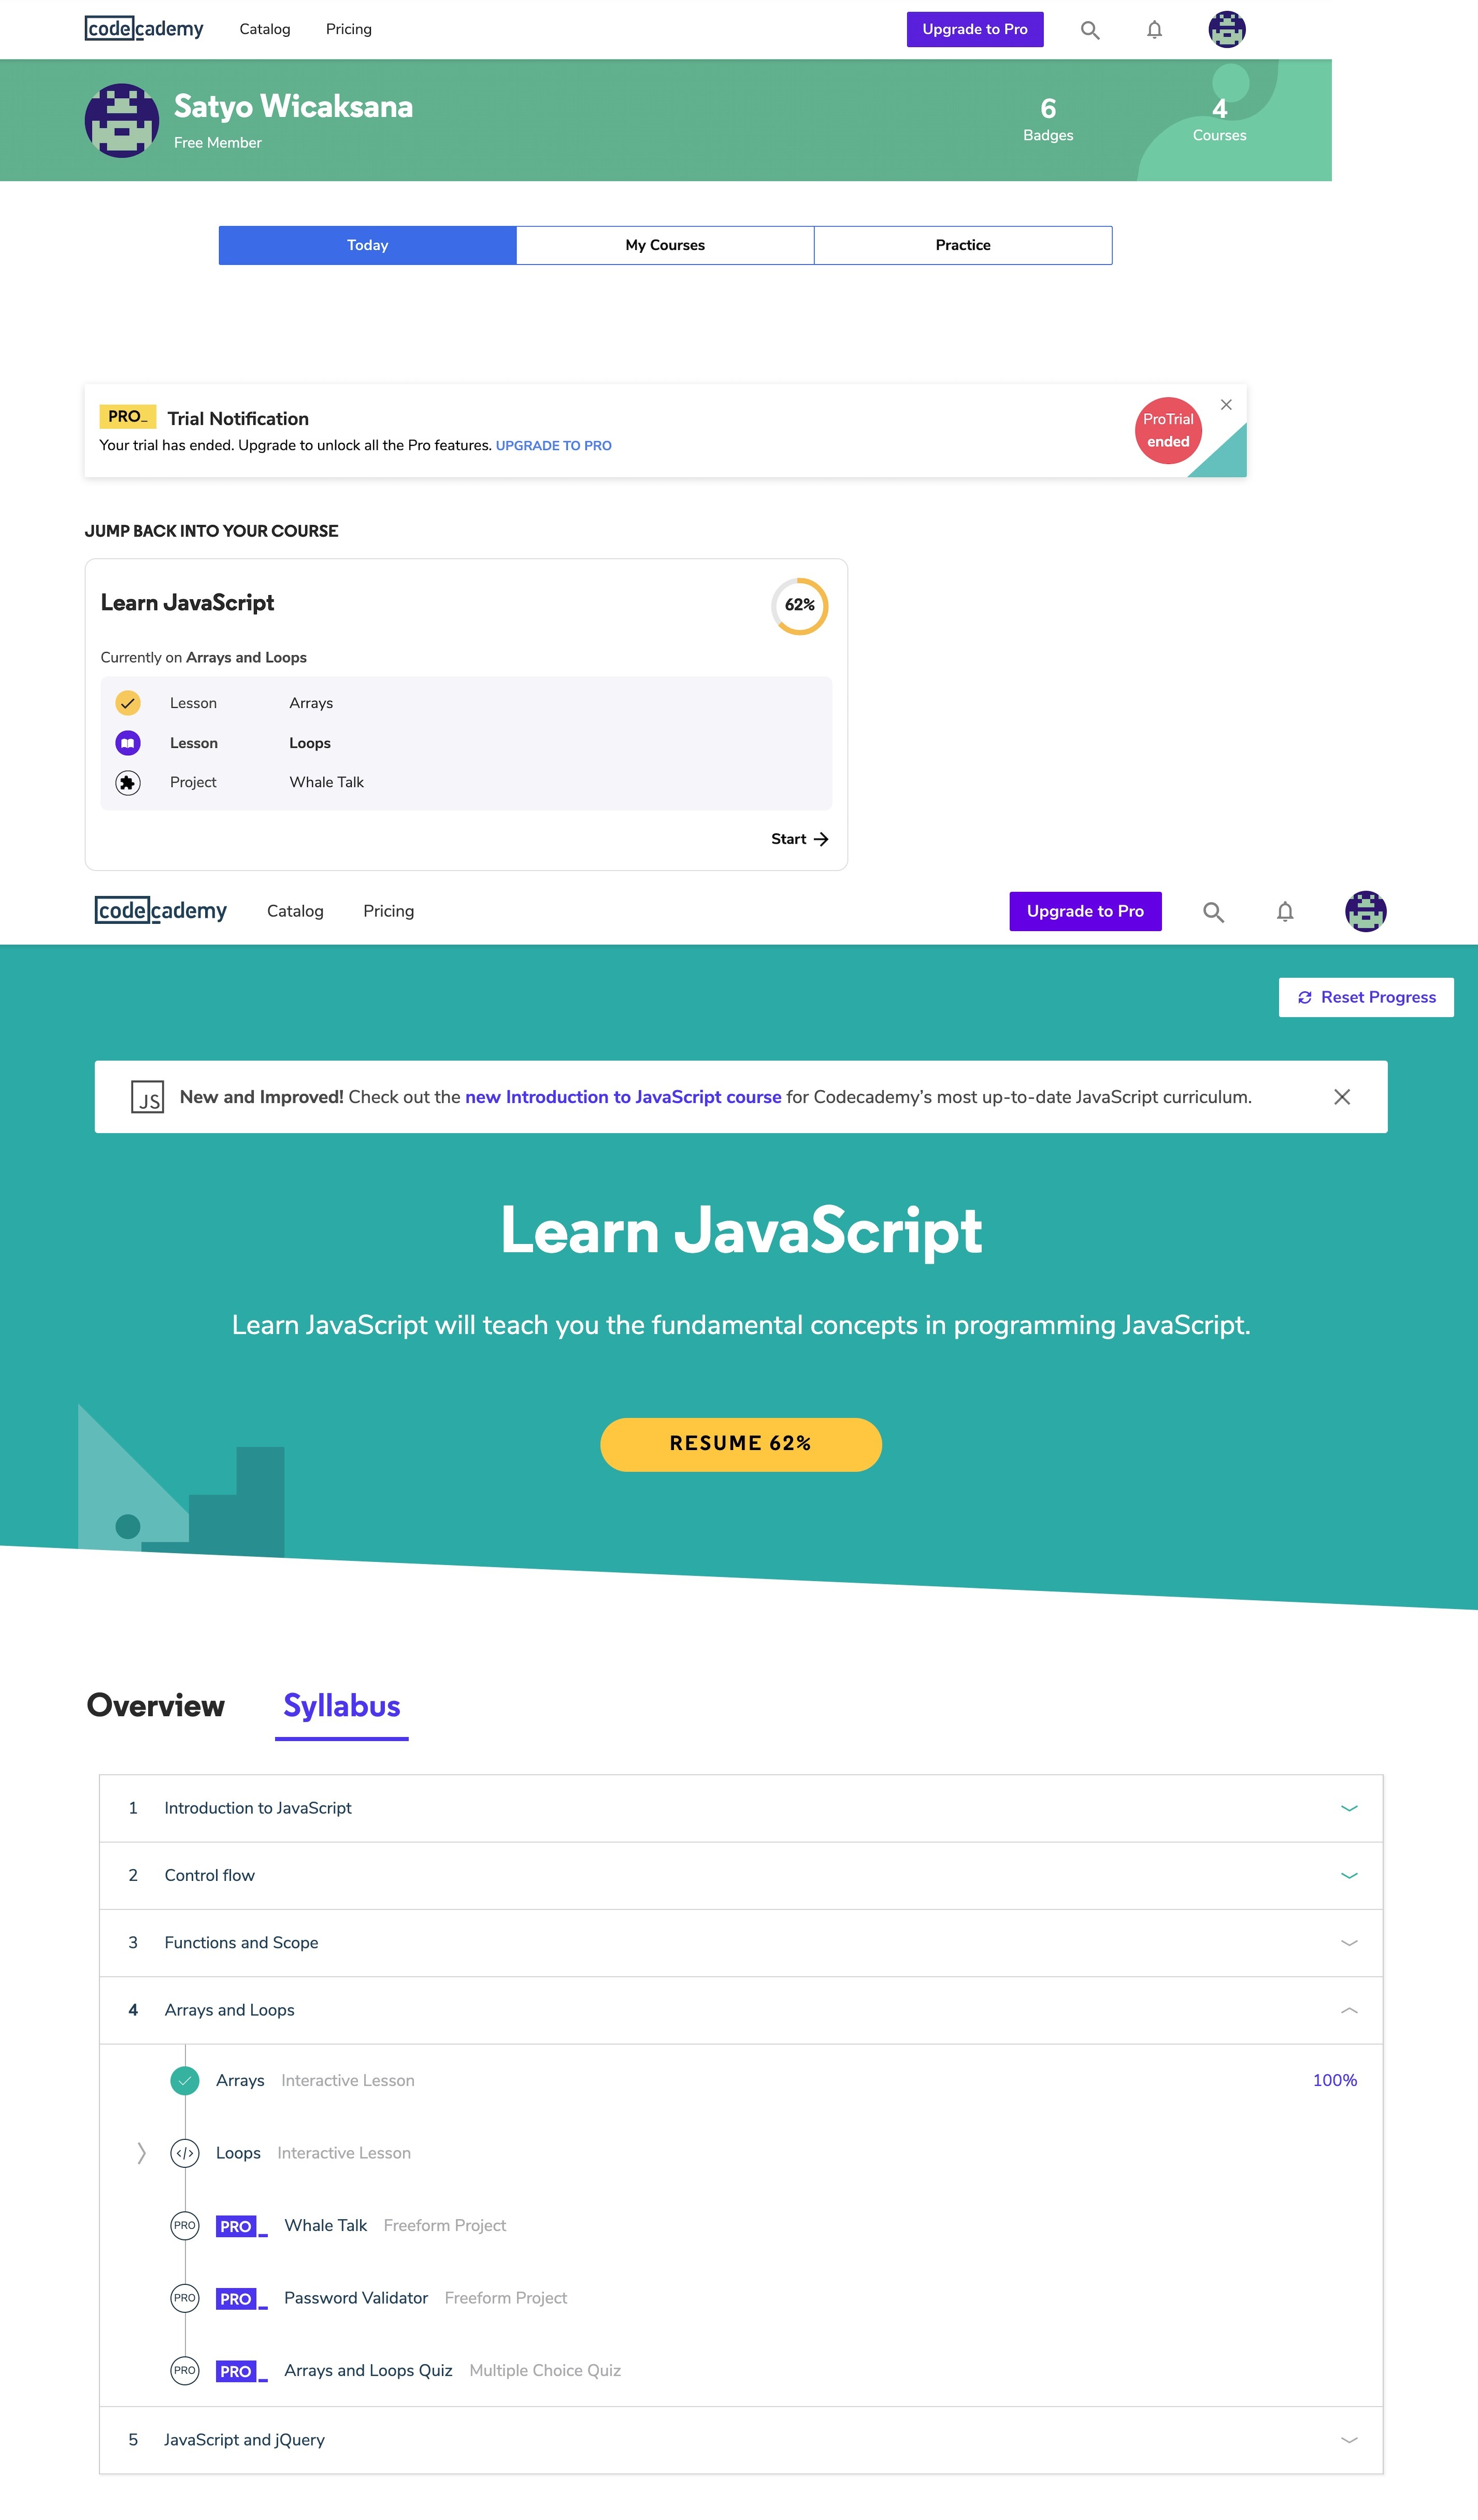 codecademy Catalog Pricing Upgrade to Pro
Satyo Wicaksana
Free Member
6
Badges
4
Courses
Today My Courses Practice
PRO_ Trial Notification
Your trial has ended. Upgrade to unlock all the Pro features. UPGRADE TO PRO
ProTrial
ended
JUMP BACK INTO YOUR COURSE
Learn JavaScript 62%
Currently on Arrays and Loops
Lesson Arrays
Lesson Loops
Project Whale Talk
Start →
codecademy Catalog Pricing Upgrade to Pro
Reset Progress
JS New and Improved! Check out the new Introduction to JavaScript course for Codecademy’s most up-to-date JavaScript curriculum.
Learn JavaScript
Learn JavaScript will teach you the fundamental concepts in programming JavaScript.
RESUME 62%
Overview Syllabus
1 Introduction to JavaScript
2 Control flow
3 Functions and Scope
4 Arrays and Loops
Arrays Interactive Lesson 100%
</> Loops Interactive Lesson
PRO PRO_ Whale Talk Freeform Project
PRO PRO_ Password Validator Freeform Project
PRO PRO_ Arrays and Loops Quiz Multiple Choice Quiz
5 JavaScript and jQuery